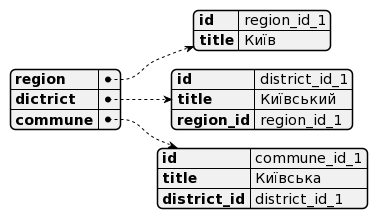 id region_id_1
title Київ
region
dictrict
commune
id district_id_1
title Київський
region_id region_id_1
id commune_id_1
title Київська
district_id district_id_1